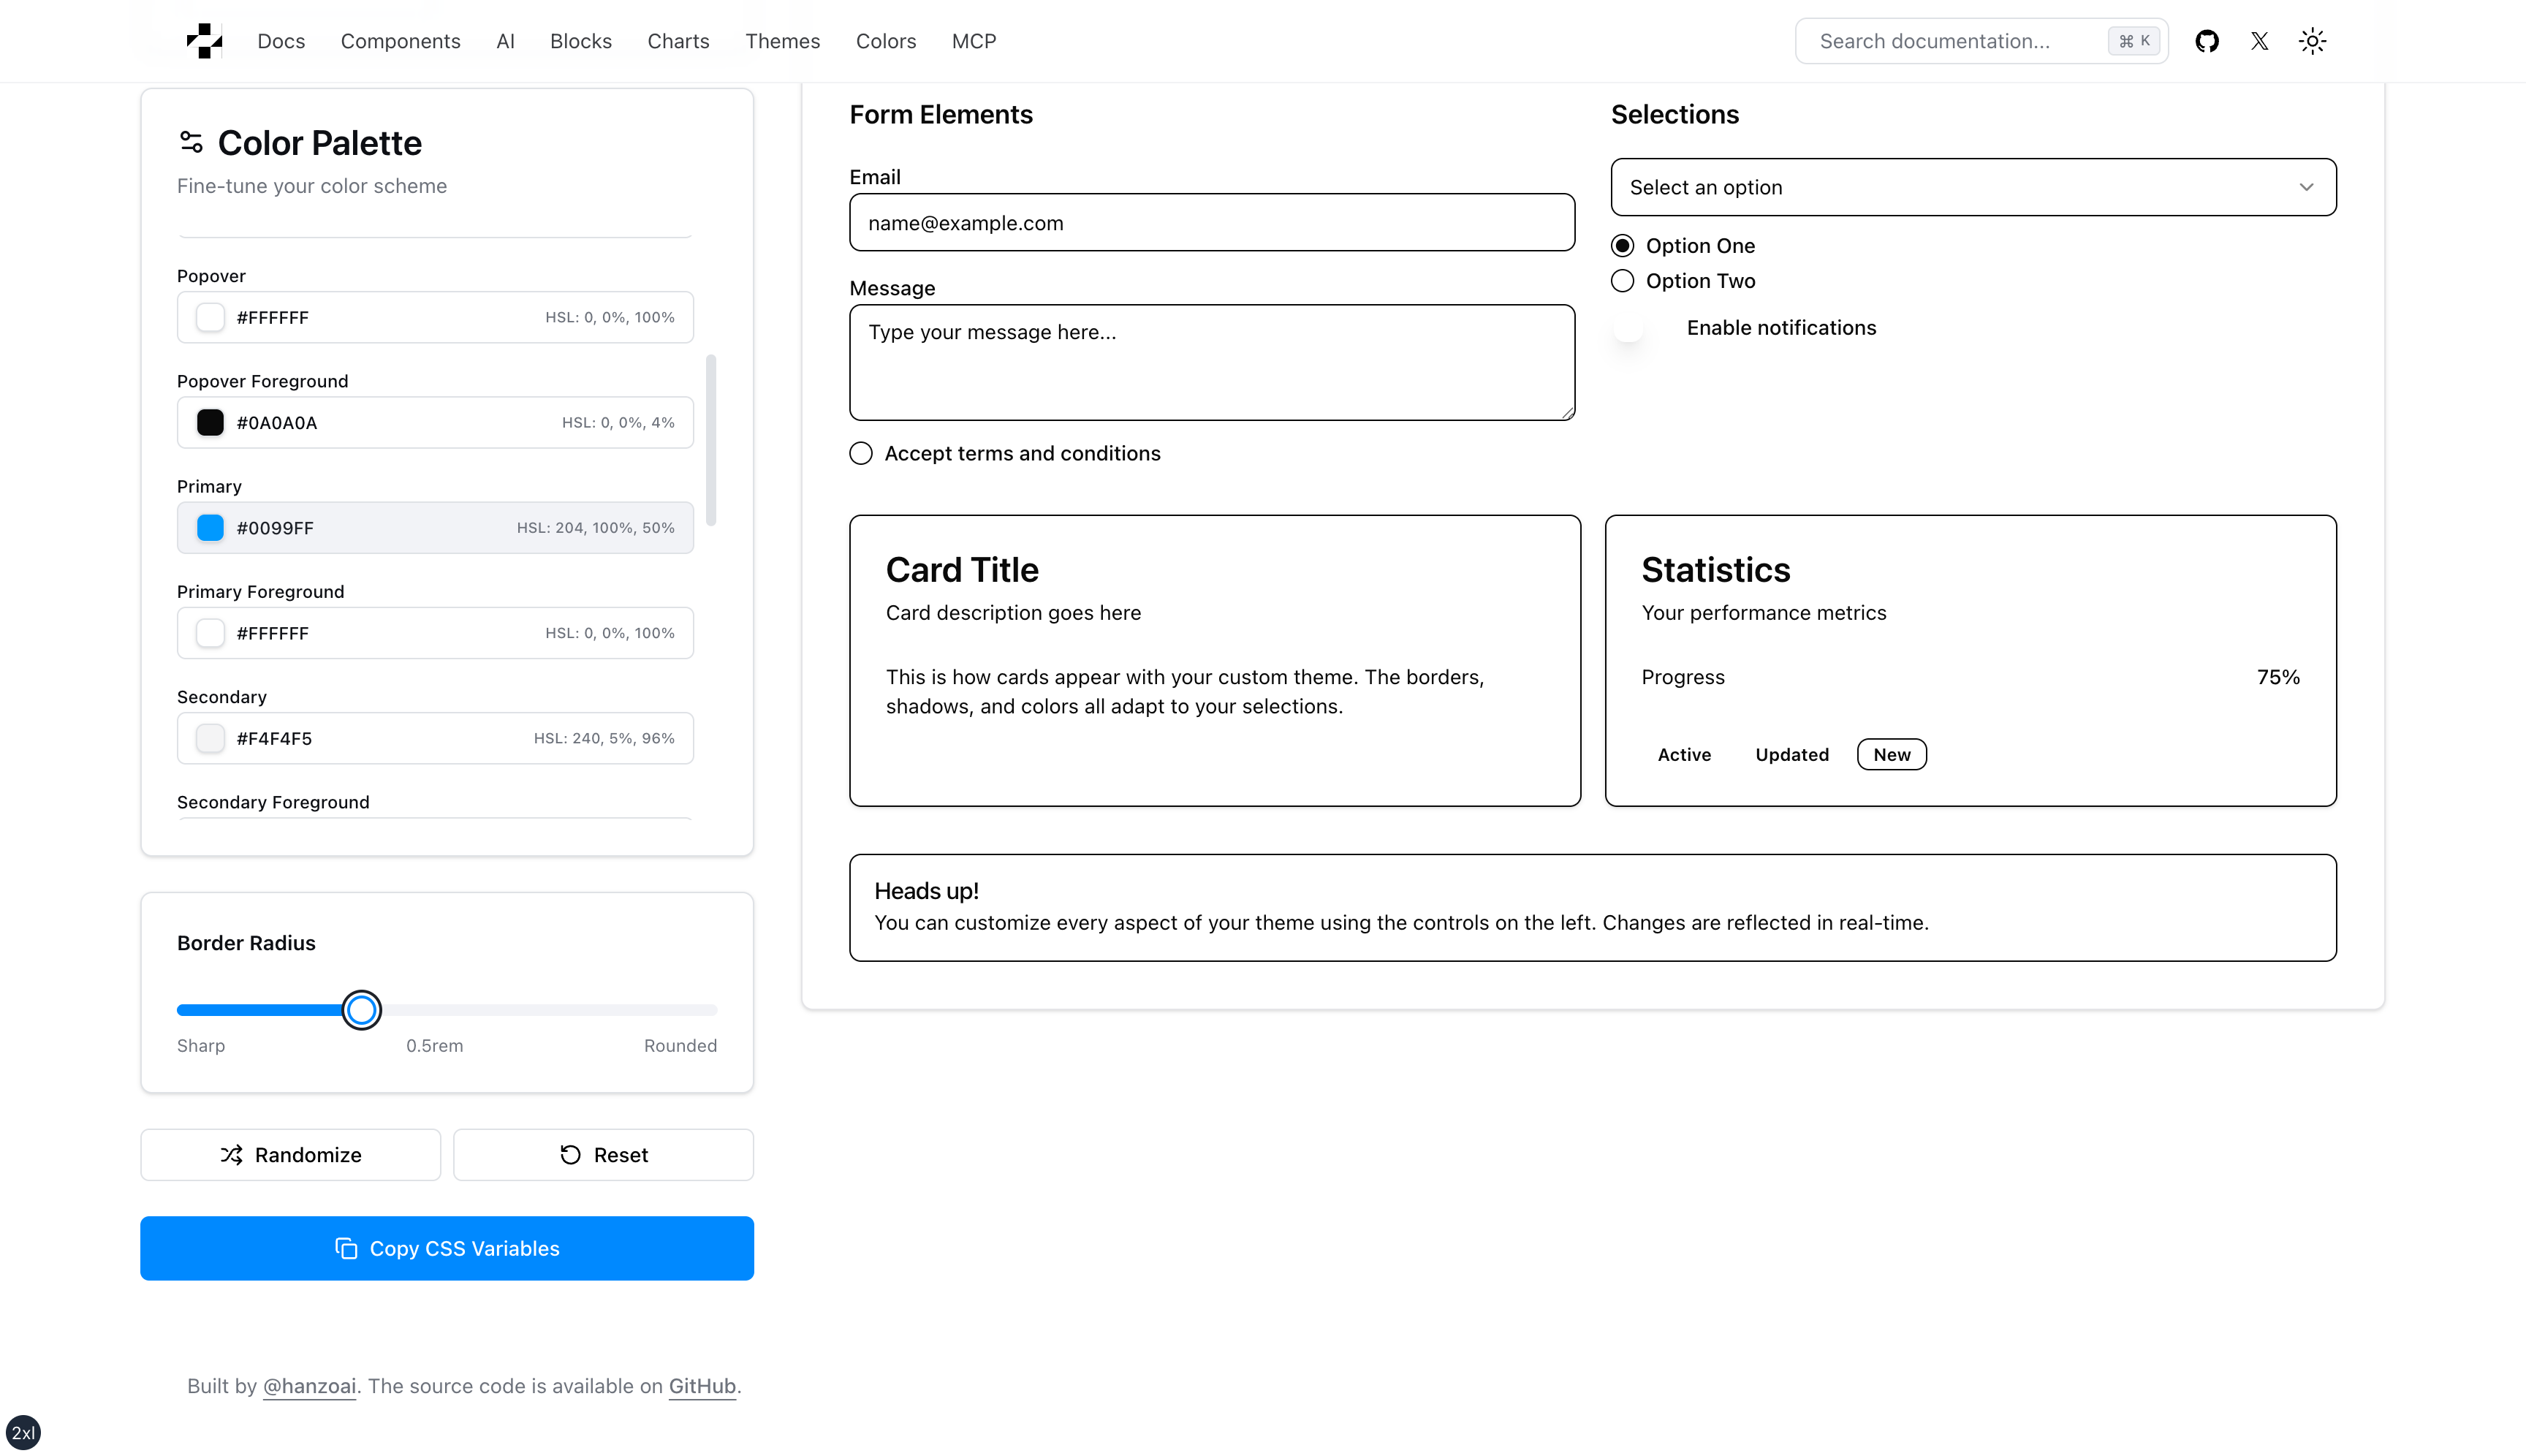 Docs Components AI Blocks Charts Themes Colors MCP Search documentation... ⌘ K
Color Palette
Fine-tune your color scheme
Popover
#FFFFFF HSL: 0, 0%, 100%
Popover Foreground
#0A0A0A HSL: 0, 0%, 4%
Primary
#0099FF HSL: 204, 100%, 50%
Primary Foreground
#FFFFFF HSL: 0, 0%, 100%
Secondary
#F4F4F5 HSL: 240, 5%, 96%
Secondary Foreground
Border Radius
Sharp 0.5rem Rounded
Randomize Reset
Copy CSS Variables
Form Elements
Email
name@example.com
Message
Type your message here...
Accept terms and conditions
Selections
Select an option
Option One
Option Two
Enable notifications
Card Title
Card description goes here
This is how cards appear with your custom theme. The borders,
shadows, and colors all adapt to your selections.
Statistics
Your performance metrics
Progress 75%
Active Updated New
Heads up!
You can customize every aspect of your theme using the controls on the left. Changes are reflected in real-time.
Built by @hanzoai. The source code is available on GitHub.
2xl